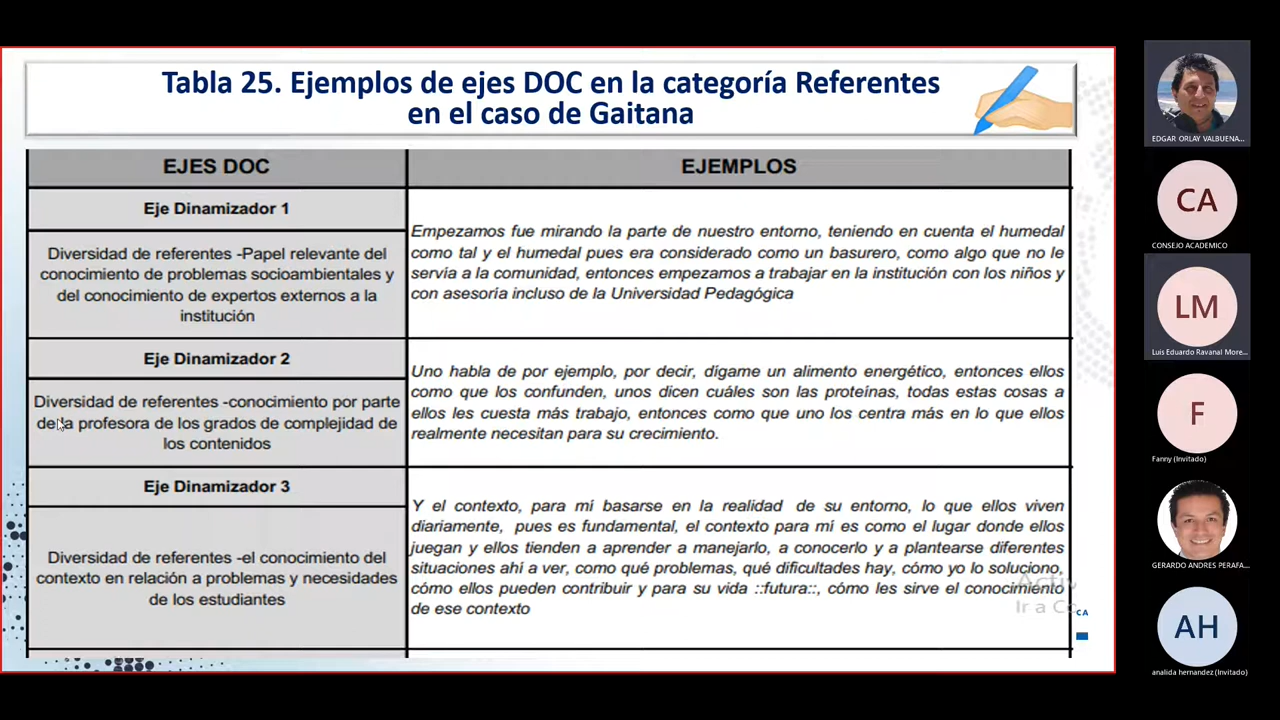 Tabla 25. Ejemplos de ejes DOC en la categoría Referentes
en el caso de Gaitana
EJES DOC
EJEMPLOS
Eje Dinamizador 1
Diversidad de referentes -Papel relevante del
conocimiento de problemas socioambientales y
del conocimiento de expertos externos a la
institución
Empezamos fue mirando la parte de nuestro entorno, teniendo en cuenta el humedal
como tal y el humedal pues era considerado como un basurero, como algo que no le
servía a la comunidad, entonces empezamos a trabajar en la institución con los niños y
con asesoría incluso de la Universidad Pedagógica
Eje Dinamizador 2
Diversidad de referentes -conocimiento por parte
de la profesora de los grados de complejidad de
los contenidos
Uno habla de por ejemplo, por decir, dígame un alimento energético, entonces ellos
como que los confunden, unos dicen cuáles son las proteínas, todas estas cosas a
ellos les cuesta más trabajo, entonces como que uno los centra más en lo que ellos
realmente necesitan para su crecimiento.
Eje Dinamizador 3
Diversidad de referentes -el conocimiento del
contexto en relación a problemas y necesidades
de los estudiantes
Y el contexto, para mí basarse en la realidad de su entorno, lo que ellos viven
diariamente, pues es fundamental, el contexto para mí es como el lugar donde ellos
juegan y ellos tienden a aprender a manejarlo, a conocerlo y a plantearse diferentes
situaciones ahí a ver, como qué problemas, qué dificultades hay, cómo yo lo soluciono,
cómo ellos pueden contribuir y para su vida ::futura::, cómo les sirve el conocimiento
de ese contexto
Ir a
CA
EDGAR ORLAY VALBUENA...
CA
CONSEJO ACADEMICO
LM
Luis Eduardo Ravanal More...
F
Fanny (Invitado)
GERARDO ANDRES PERAFA...
AH
analida hernandez (Invitado)